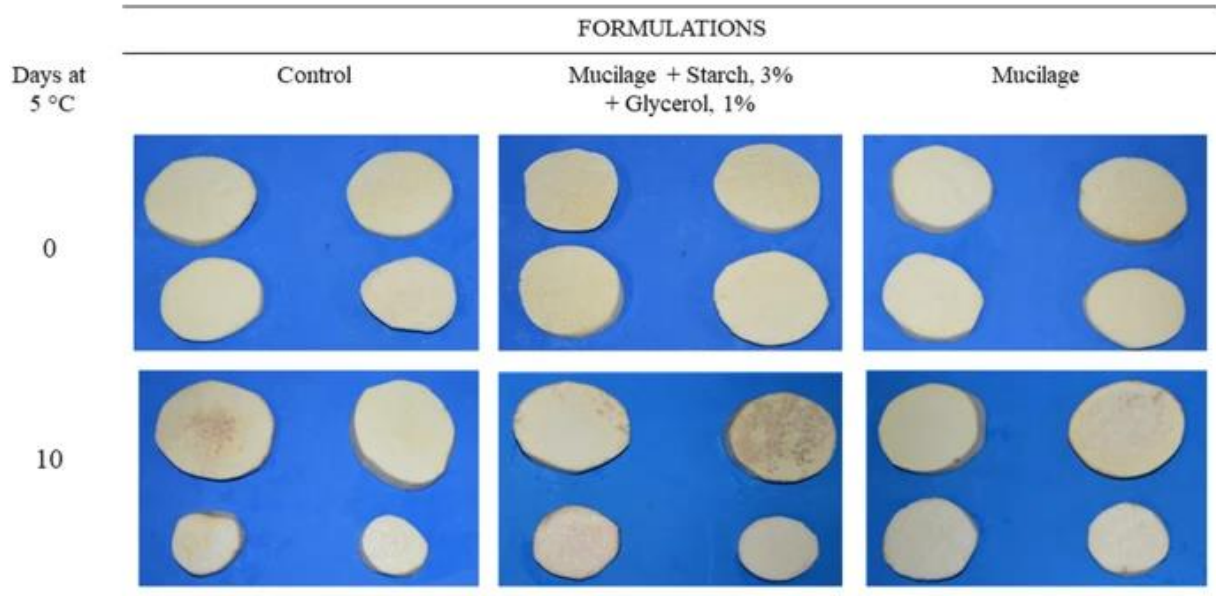 FORMULATIONS
Days at
5 °C
Control
Mucilage + Starch, 3%
+ Glycerol, 1%
Mucilage
0
10